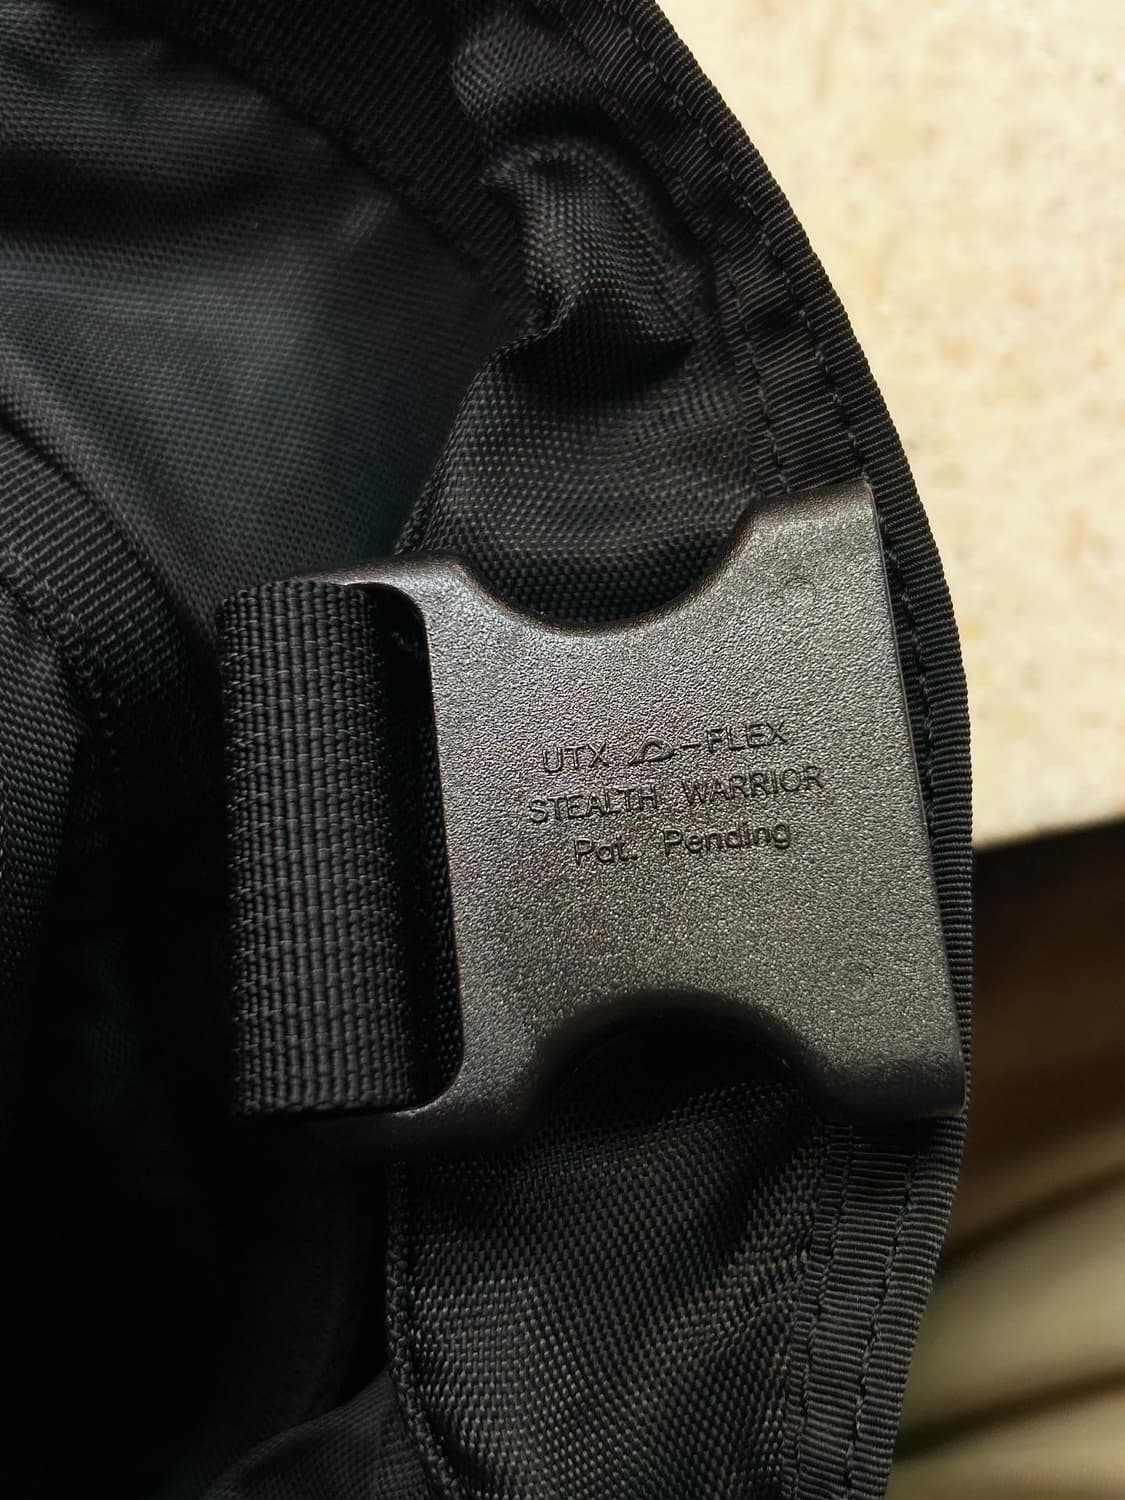 UTX -FLEX
STEALTH WARRIOR
Pat. Pending